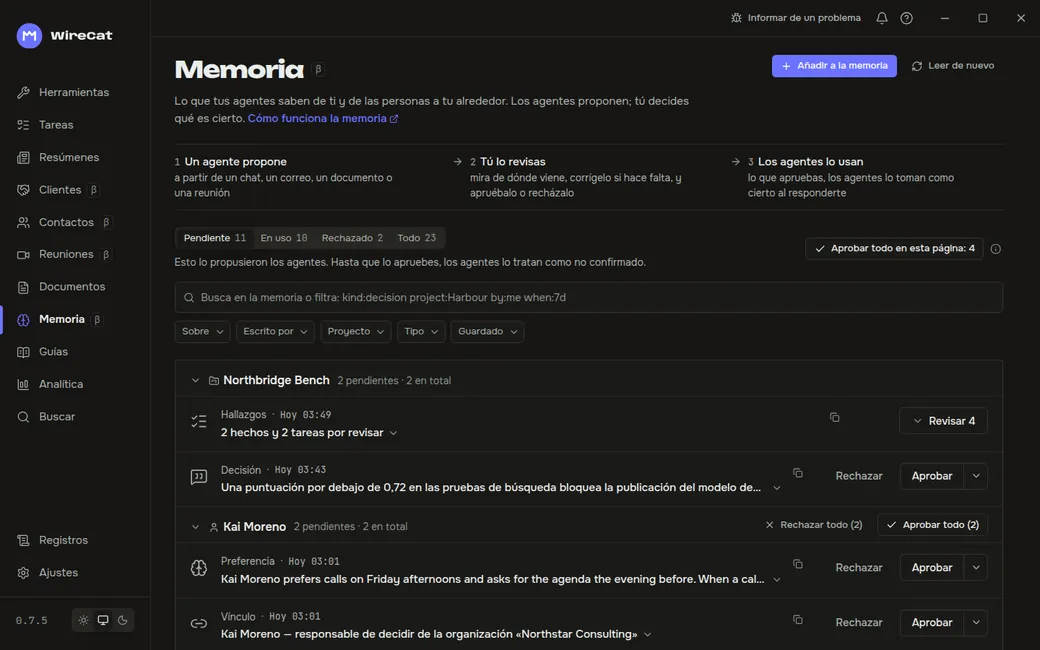 wirecat
Informar de un problema
Herramientas
Tareas
Resúmenes
Clientes β
Contactos β
Reuniones β
Documentos
Memoria β
Guías
Analítica
Buscar
Registros
Ajustes
0.7.5
Memoria β
Añadir a la memoria
Leer de nuevo
Lo que tus agentes saben de ti y de las personas a tu alrededor. Los agentes proponen; tú decides
qué es cierto. Cómo funciona la memoria
1 Un agente propone
a partir de un chat, un correo, un documento o
una reunión
2 Tú lo revisas
mira de dónde viene, corrígelo si hace falta, y
apruébalo o recházalo
3 Los agentes lo usan
lo que apruebas, los agentes lo toman como
cierto al responderte
Pendiente 11 En uso 10 Rechazado 2 Todo 23
Aprobar todo en esta página: 4
Esto lo propusieron los agentes. Hasta que lo apruebes, los agentes lo tratan como no confirmado.
Busca en la memoria o filtra: kind:decision project:Harbour by:me when:7d
Sobre Escrito por Proyecto Tipo Guardado
Northbridge Bench 2 pendientes · 2 en total
Hallazgos · Hoy 03:49
2 hechos y 2 tareas por revisar
Revisar 4
Decisión · Hoy 03:43
Una puntuación por debajo de 0,72 en las pruebas de búsqueda bloquea la publicación del modelo de...
Rechazar Aprobar
Kai Moreno 2 pendientes · 2 en total
Rechazar todo (2) Aprobar todo (2)
Preferencia · Hoy 03:01
Kai Moreno prefers calls on Friday afternoons and asks for the agenda the evening before. When a cal...
Rechazar Aprobar
Vínculo · Hoy 03:01
Kai Moreno — responsable de decidir de la organización «Northstar Consulting»
Rechazar Aprobar